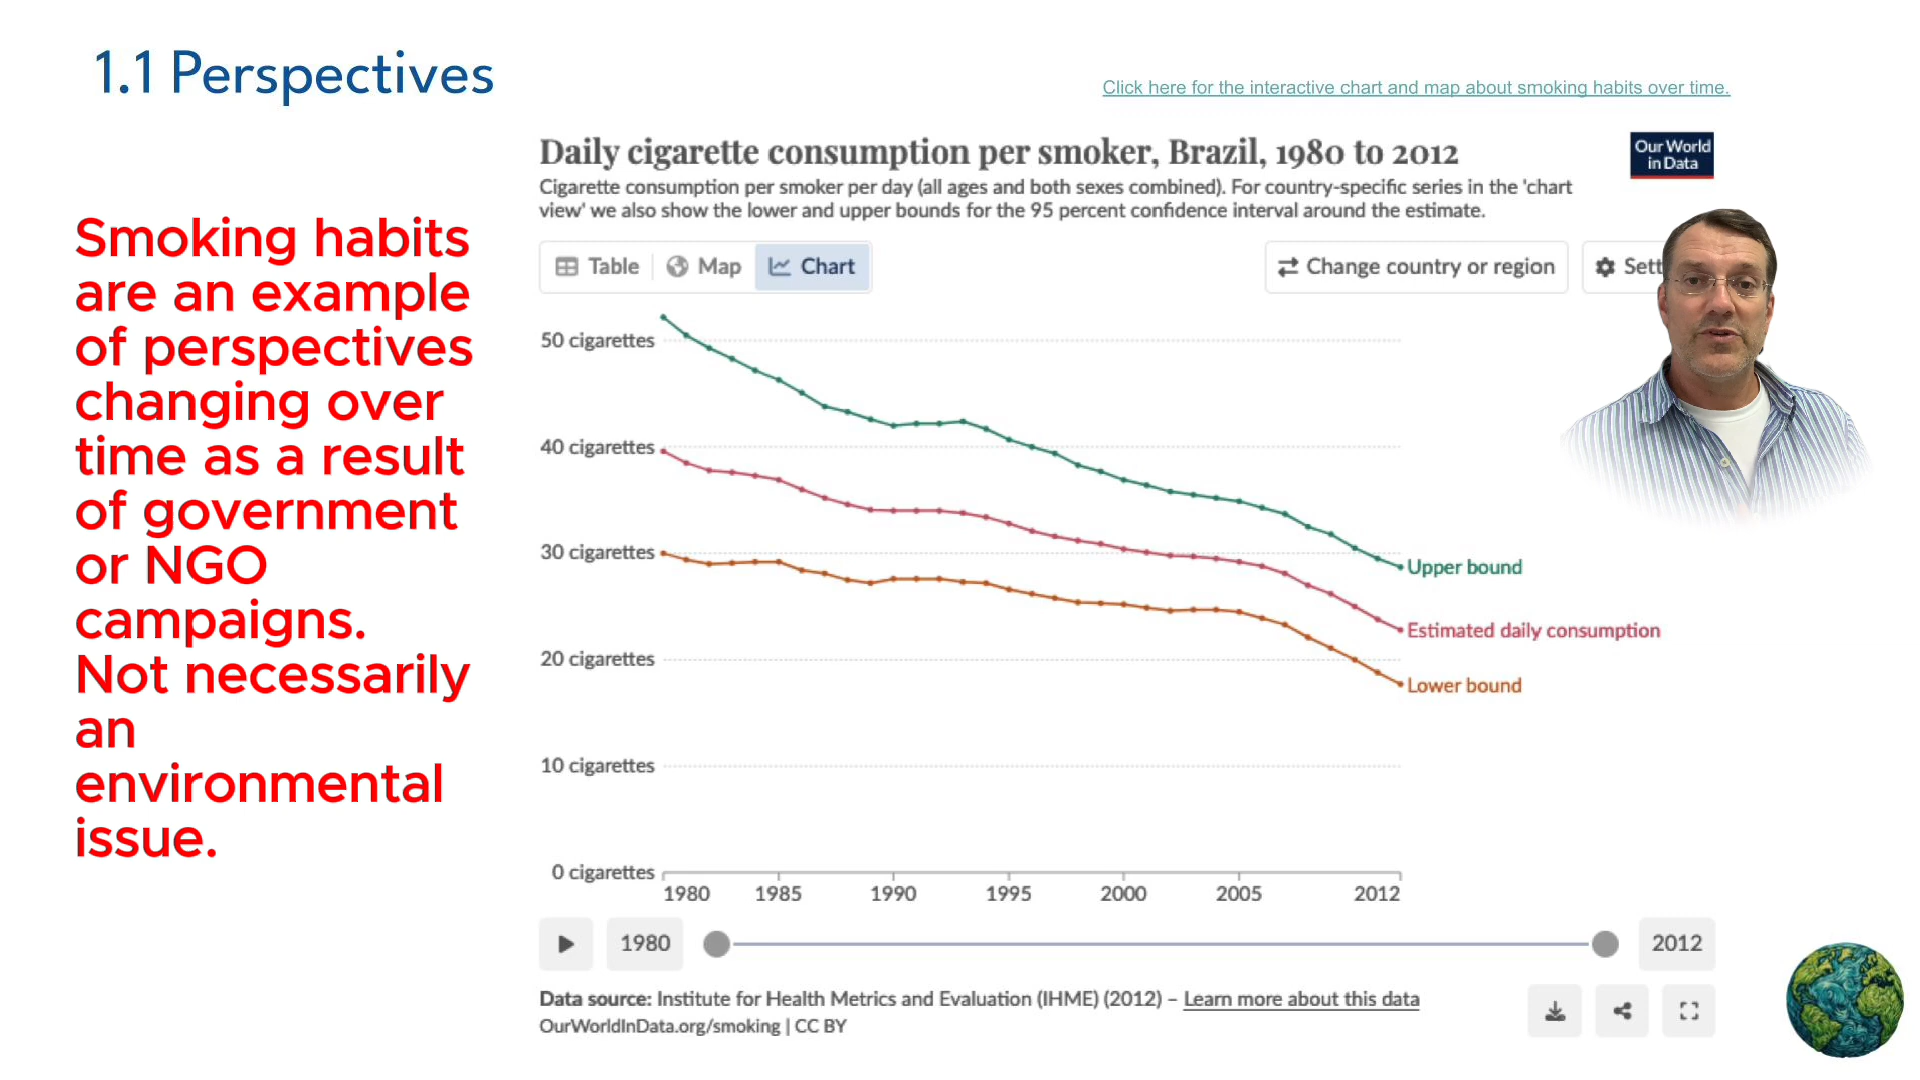 1.1 Perspectives
Click here for the interactive chart and map about smoking habits over time.
Smoking habits
are an example
of perspectives
changing over
time as a result
of government
or NGO
campaigns.
Not necessarily
an
environmental
issue.
Daily cigarette consumption per smoker, Brazil, 1980 to 2012
Our World
in Data
Cigarette consumption per smoker per day (all ages and both sexes combined). For country-specific series in the 'chart
view' we also show the lower and upper bounds for the 95 percent confidence interval around the estimate.
Table Map Chart Change country or region Sett
50 cigarettes
40 cigarettes
30 cigarettes
20 cigarettes
10 cigarettes
0 cigarettes
Upper bound
Estimated daily consumption
Lower bound
1980 1985 1990 1995 2000 2005 2012
1980 2012
Data source: Institute for Health Metrics and Evaluation (IHME) (2012) – Learn more about this data
OurWorldInData.org/smoking | CC BY